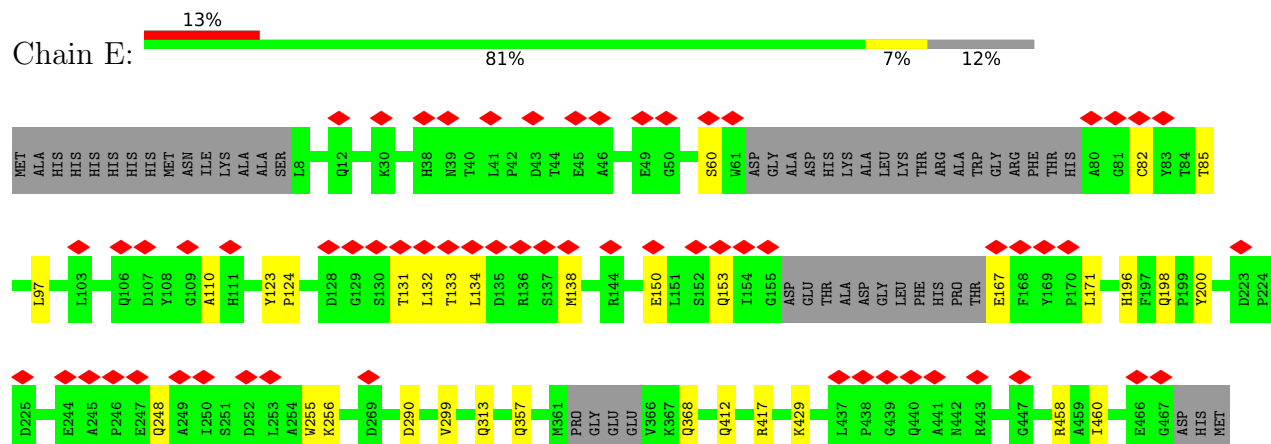 13%
Chain E:
81% 7% 12%
MET ALA HIS HIS HIS HIS HIS HIS MET ASN ILE LYS ALA ALA SER L8 Q12 K30 H38 N39 T40 L41 P42 D43 T44 E45 A46 E49 G50 S60 W61 ASP GLY ALA ASP HIS LYS ALA LEU LYS THR ARG ALA TRP GLY ARG PHE THR HIS A80 G81 C82 Y83 T84 T85
L97 L103 Q106 D107 Y108 G109 A110 H111 Y123 P124 D128 G129 S130 T131 L132 T133 L134 D135 R136 S137 M138 R144 E150 L151 S152 Q153 I154 G155 ASP GLU THR ALA ASP GLY LEU PHE HIS PRO THR E167 F168 Y169 P170 L171 H196 F197 Q198 P199 Y200 D223 P224
D225 E244 A245 P246 E247 Q248 A249 I250 S251 D252 L253 A254 W255 K256 D269 D290 V299 Q313 Q357 M361 PRO GLY GLU GLU V366 K367 Q368 Q412 R417 K429 L437 P438 G439 Q440 A441 N442 R443 G447 R458 A459 I460 E466 G467 ASP HIS MET